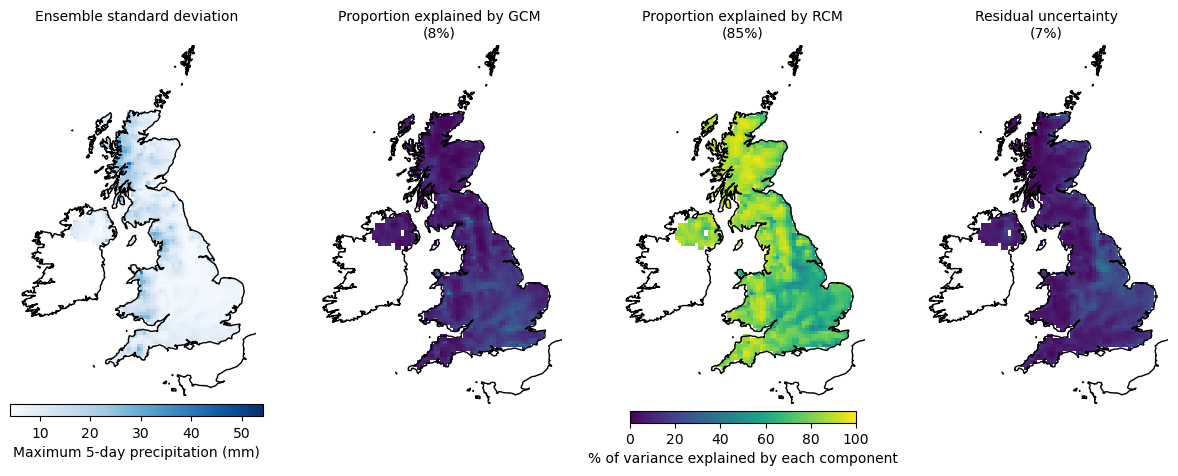 Ensemble standard deviation
Proportion explained by GCM
(8%)
Proportion explained by RCM
(85%)
Residual uncertainty
(7%)
10 20 30 40 50
Maximum 5-day precipitation (mm)
0 20 40 60 80 100
% of variance explained by each component